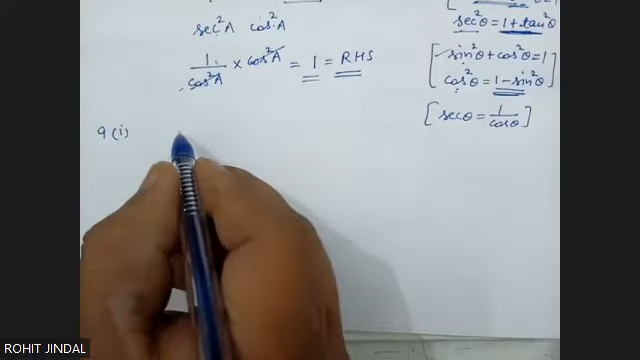 sec²A cos²A
1/cos²A × cos²A = 1 = RHS
sec²θ = 1 + tan²θ
[ sin²θ + cos²θ = 1
cos²θ = 1 - sin²θ ]
[ secθ = 1/cosθ ]
9 (i)
ROHIT JINDAL